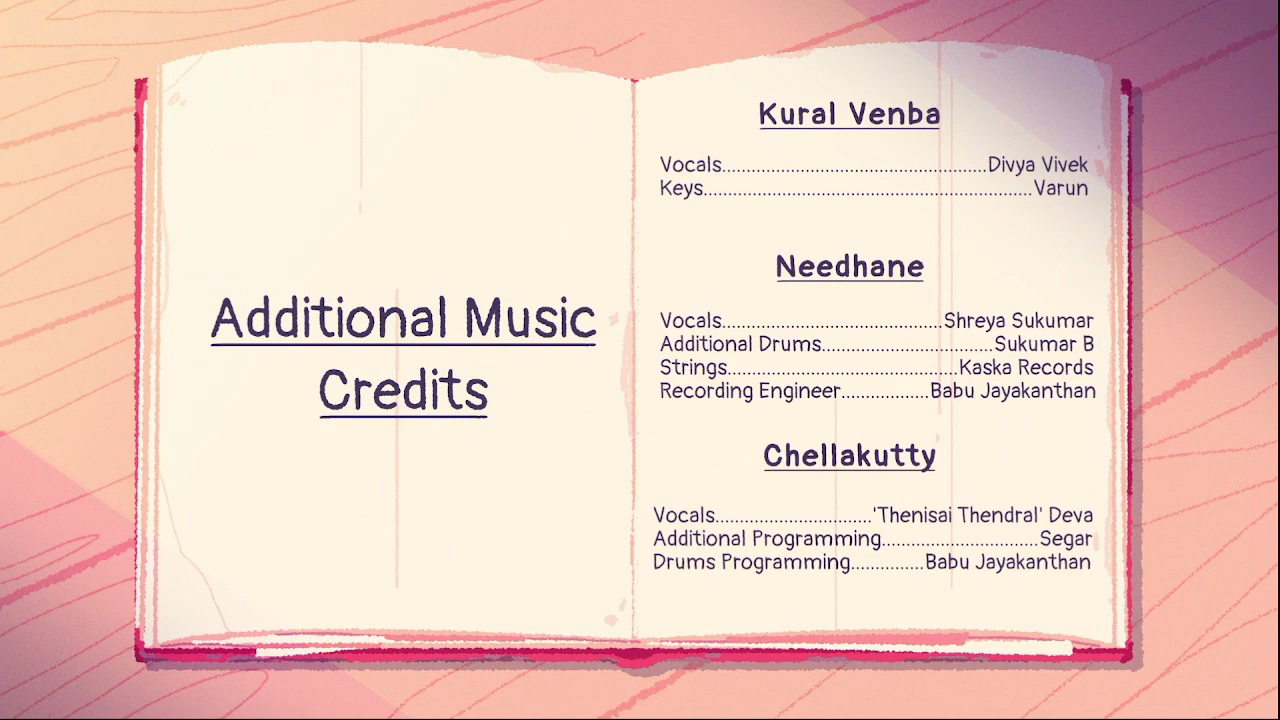 Additional Music
Credits
Kural Venba
Vocals.....................................................Divya Vivek
Keys..................................................................Varun
Needhane
Vocals............................................Shreya Sukumar
Additional Drums..................................Sukumar B
Strings..............................................Kaska Records
Recording Engineer.................Babu Jayakanthan
Chellakutty
Vocals...............................'Thenisai Thendral' Deva
Additional Programming...............................Segar
Drums Programming..............Babu Jayakanthan